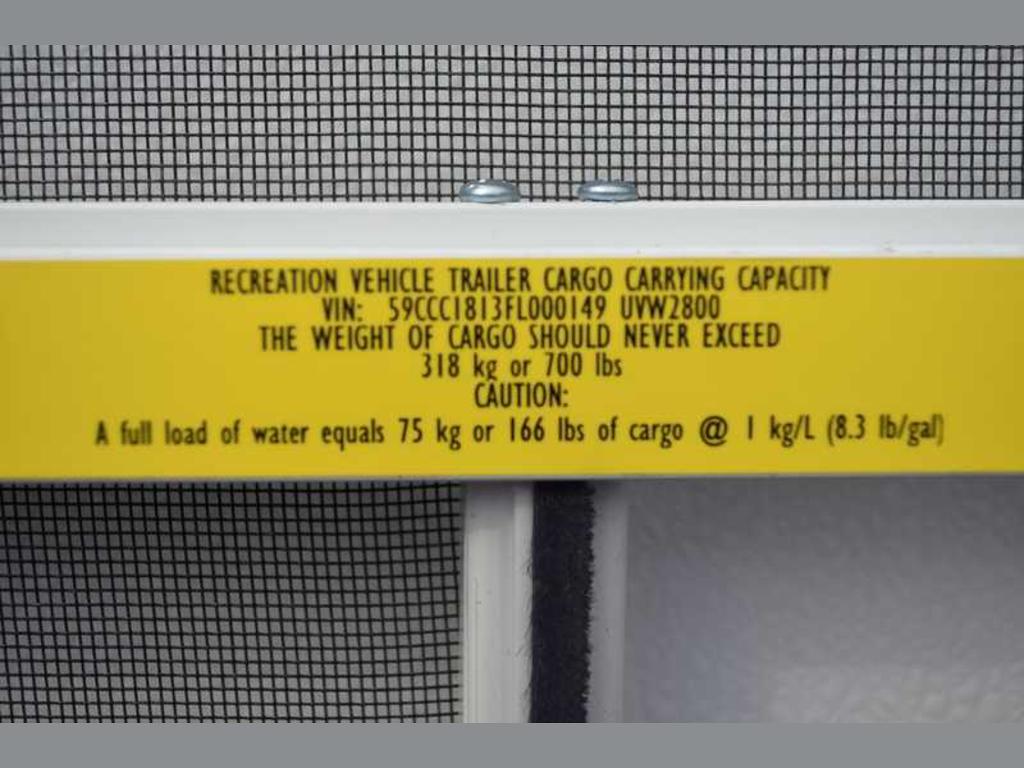 RECREATION VEHICLE TRAILER CARGO CARRYING CAPACITY
VIN: 59CCC1813FL000149 UVW2800
THE WEIGHT OF CARGO SHOULD NEVER EXCEED
318 kg or 700 lbs
CAUTION:
A full load of water equals 75 kg or 166 lbs of cargo @ 1 kg/L (8.3 lb/gal)